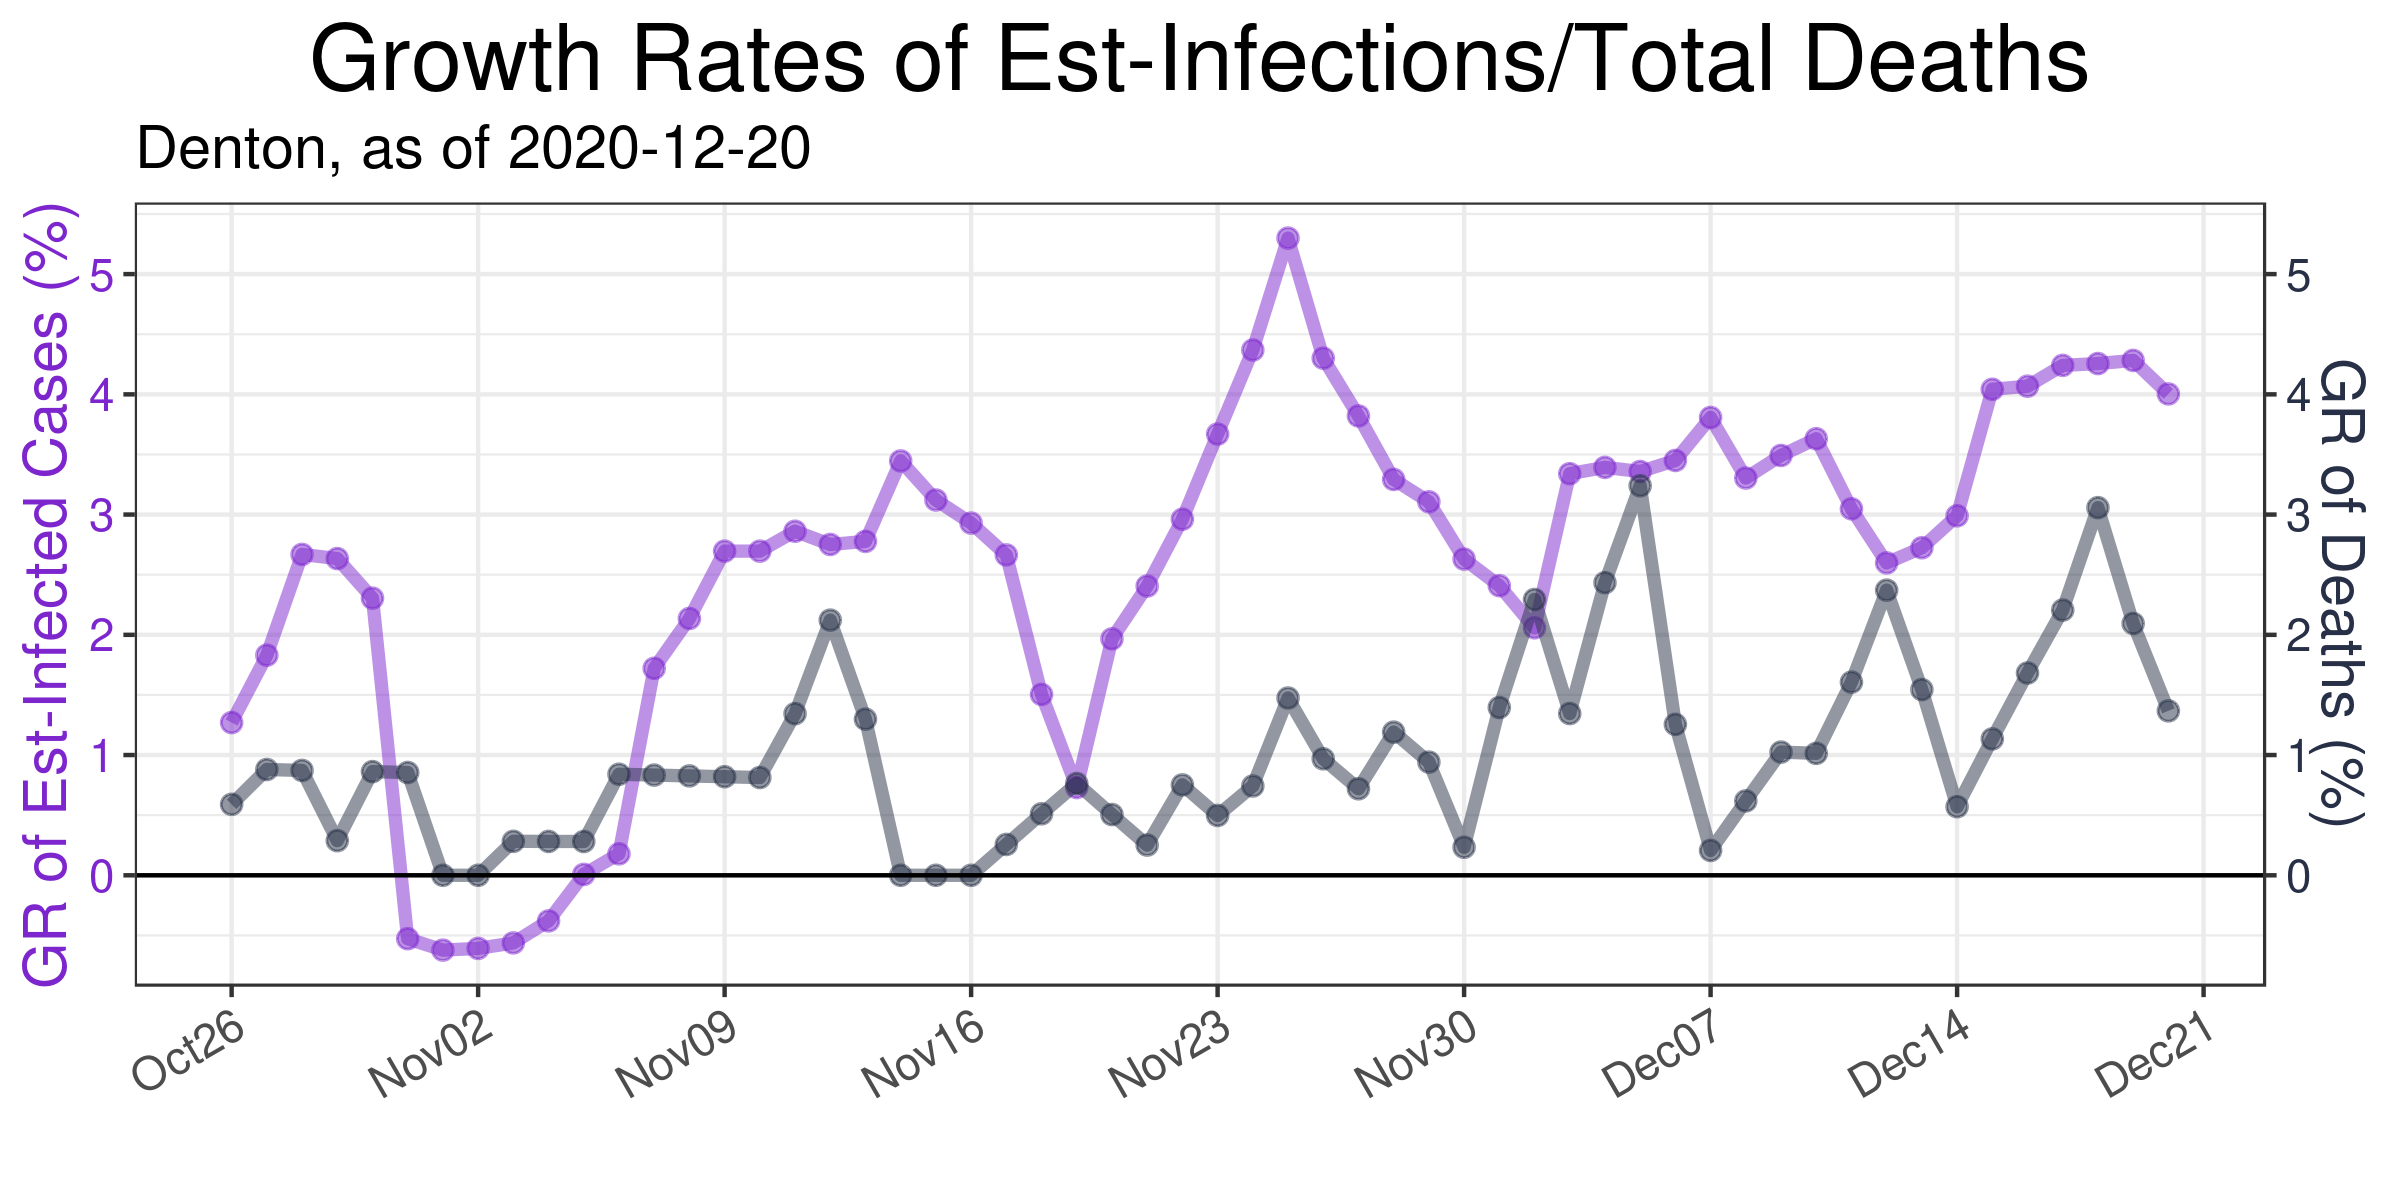 Growth Rates of Est-Infections/Total Deaths
Denton, as of 2020-12-20
GR of Est-Infected Cases (%)
5
4
3
2
1
0
5
4
3
2
1
0
GR of Deaths (%)
Oct26
Nov02
Nov09
Nov16
Nov23
Nov30
Dec07
Dec14
Dec21